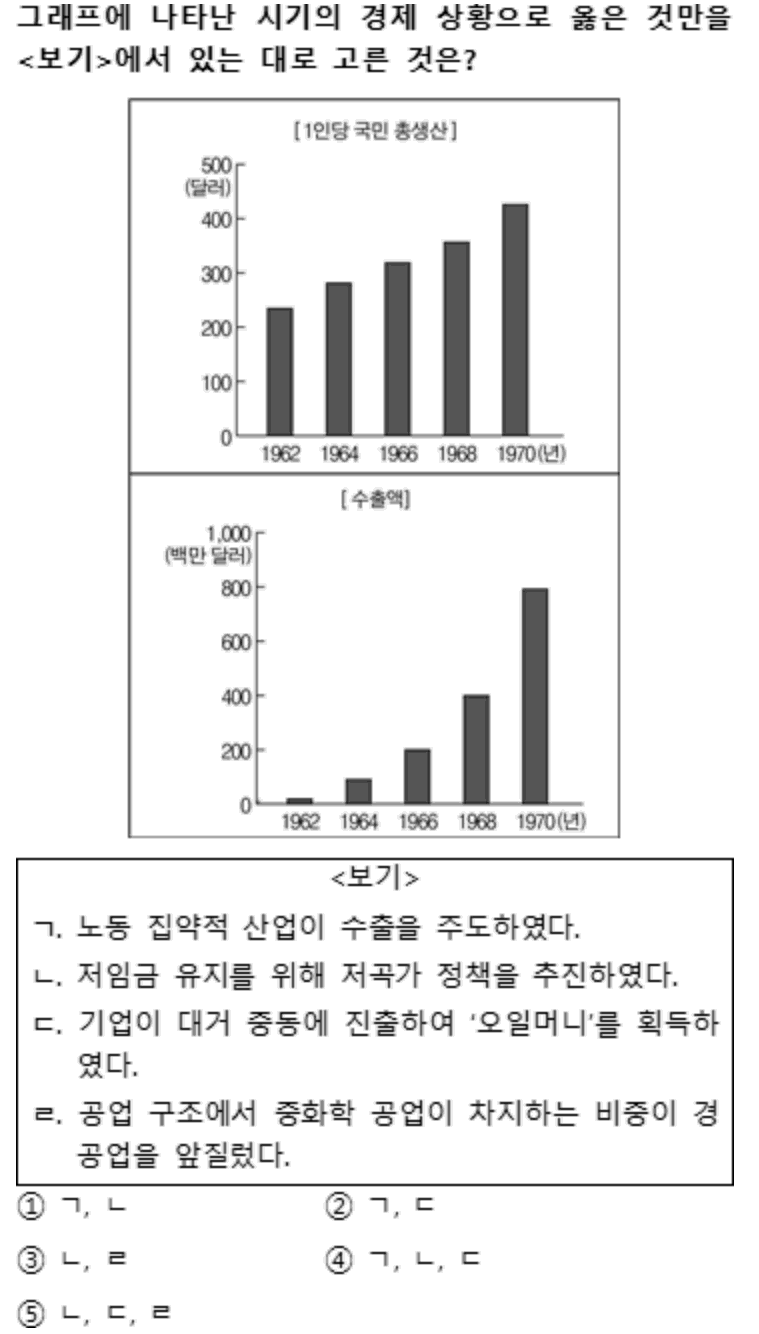 그래프에 나타난 시기의 경제 상황으로 옳은 것만을
<보기>에서 있는 대로 고른 것은?
[1인당 국민 총생산]
500
(달러)
400
300
200
100
0
1962 1964 1966 1968 1970(년)
[수출액]
1,000
(백만 달러)
800
600
400
200
0
1962 1964 1966 1968 1970(년)
<보기>
ㄱ. 노동 집약적 산업이 수출을 주도하였다.
ㄴ. 저임금 유지를 위해 저곡가 정책을 추진하였다.
ㄷ. 기업이 대거 중동에 진출하여 ‘오일머니’를 획득하
였다.
ㄹ. 공업 구조에서 중화학 공업이 차지하는 비중이 경
공업을 앞질렀다.
① ㄱ, ㄴ ② ㄱ, ㄷ
③ ㄴ, ㄹ ④ ㄱ, ㄴ, ㄷ
⑤ ㄴ, ㄷ, ㄹ